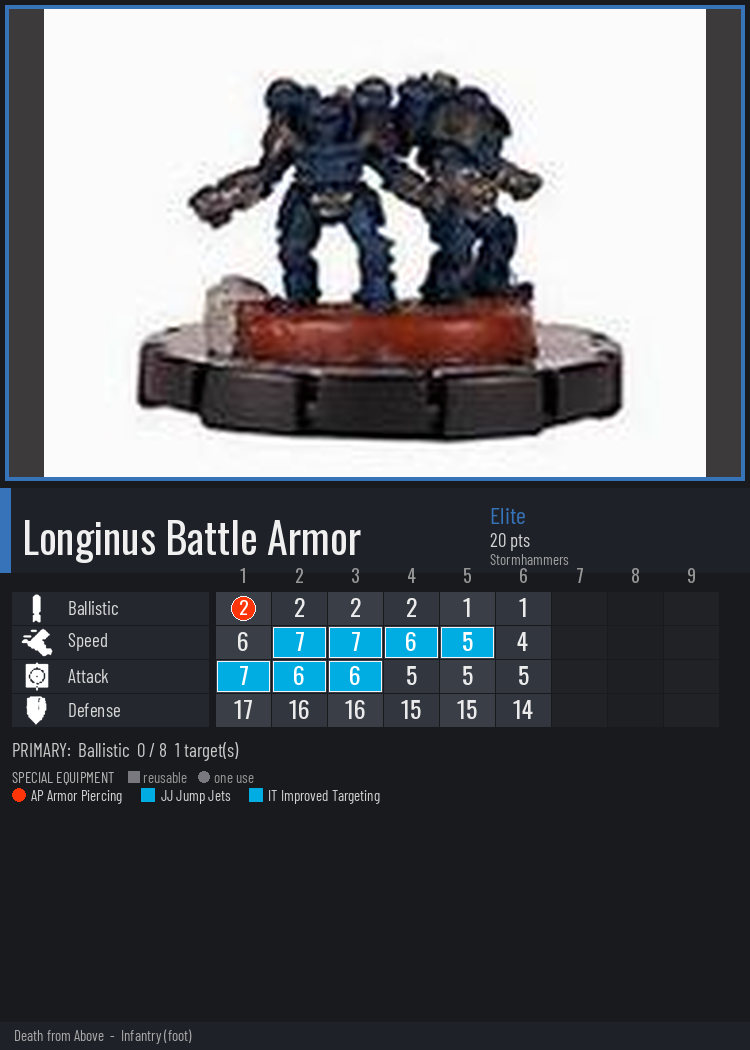 Longinus Battle Armor
Elite
20 pts
Stormhammers
1 2 3 4 5 6 7 8 9
Ballistic 2 2 2 2 1 1
Speed 6 7 7 6 5 4
Attack 7 6 6 5 5 5
Defense 17 16 16 15 15 14
PRIMARY: Ballistic 0 / 8 1 target(s)
SPECIAL EQUIPMENT reusable one use
AP Armor Piercing JJ Jump Jets IT Improved Targeting
Death from Above - Infantry (foot)